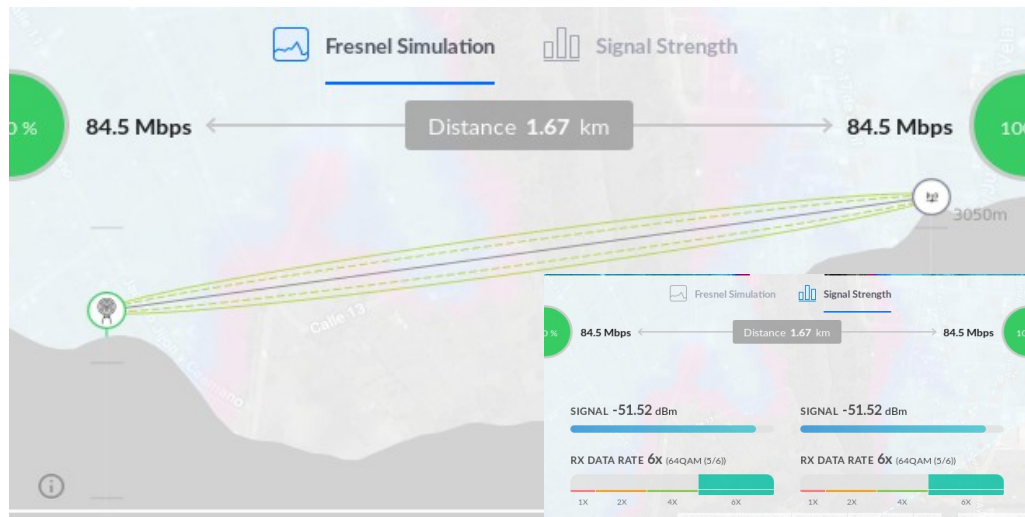 Fresnel Simulation Signal Strength
0 % 84.5 Mbps Distance 1.67 km 84.5 Mbps 100
3050m
Calle 13
Fresnel Simulation Signal Strength
% 84.5 Mbps Distance 1.67 km 84.5 Mbps 10
SIGNAL -51.52 dBm SIGNAL -51.52 dBm
RX DATA RATE 6X (64QAM (5/6)) RX DATA RATE 6X (64QAM (5/6))
1X 2X 4X 6X 1X 2X 4X 6X